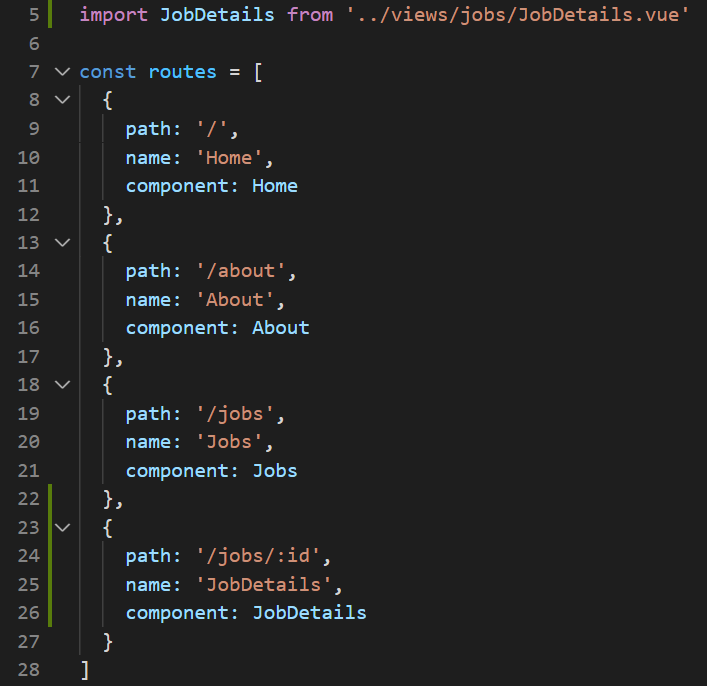 5 import JobDetails from '../views/jobs/JobDetails.vue'
6
7 const routes = [
8   {
9     path: '/',
10     name: 'Home',
11     component: Home
12   },
13   {
14     path: '/about',
15     name: 'About',
16     component: About
17   },
18   {
19     path: '/jobs',
20     name: 'Jobs',
21     component: Jobs
22   },
23   {
24     path: '/jobs/:id',
25     name: 'JobDetails',
26     component: JobDetails
27   }
28 ]